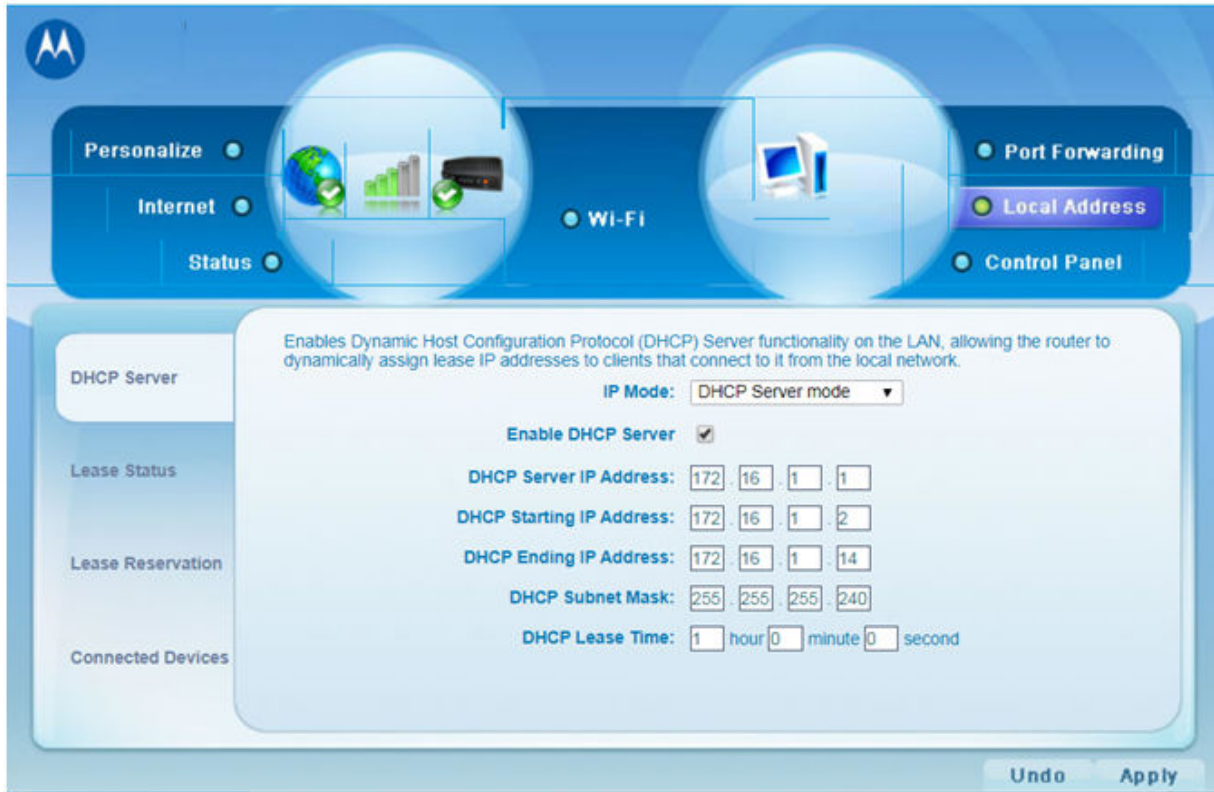 Personalize
Internet
Status
Wi-Fi
Port Forwarding
Local Address
Control Panel
DHCP Server
Lease Status
Lease Reservation
Connected Devices
Enables Dynamic Host Configuration Protocol (DHCP) Server functionality on the LAN, allowing the router to
dynamically assign lease IP addresses to clients that connect to it from the local network.
IP Mode: DHCP Server mode
Enable DHCP Server
DHCP Server IP Address: 172 . 16 . 1 . 1
DHCP Starting IP Address: 172 . 16 . 1 . 2
DHCP Ending IP Address: 172 . 16 . 1 . 14
DHCP Subnet Mask: 255 . 255 . 255 . 240
DHCP Lease Time: 1 hour 0 minute 0 second
Undo Apply